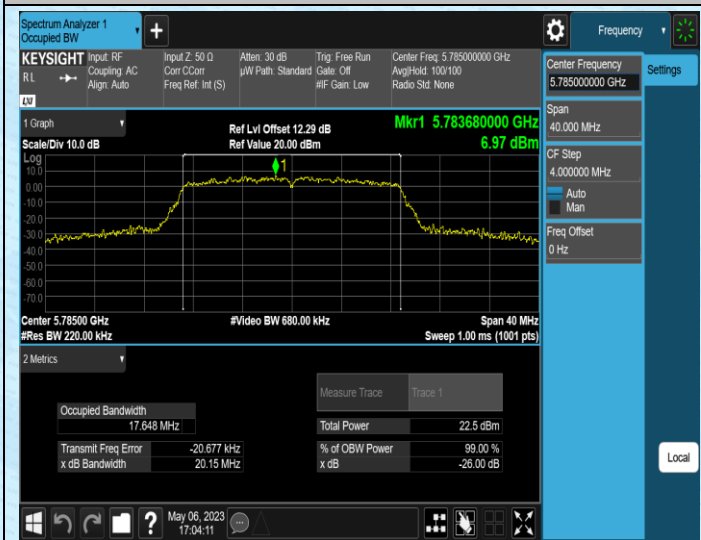 Spectrum Analyzer 1
Occupied BW
Frequency
KEYSIGHT
RL
LXI
Input: RF
Coupling: AC
Align: Auto
Input Z: 50 Ω
Corr CCorr
Freq Ref: Int (S)
Atten: 30 dB
µW Path: Standard
Trig: Free Run
Gate: Off
#IF Gain: Low
Center Freq: 5.785000000 GHz
Avg|Hold: 100/100
Radio Std: None
Center Frequency
5.785000000 GHz
Settings
Span
40.000 MHz
CF Step
4.000000 MHz
Auto
Man
Freq Offset
0 Hz
1 Graph
Scale/Div 10.0 dB
Ref Lvl Offset 12.29 dB
Ref Value 20.00 dBm
Mkr1 5.783680000 GHz
6.97 dBm
Log
10.0
0.00
-10.0
-20.0
-30.0
-40.0
-50.0
-60.0
-70.0
1
Center 5.78500 GHz
#Video BW 680.00 kHz
Span 40 MHz
#Res BW 220.00 kHz
Sweep 1.00 ms (1001 pts)
2 Metrics
Measure Trace
Trace 1
Occupied Bandwidth
17.648 MHz
Total Power
22.5 dBm
Transmit Freq Error
-20.677 kHz
% of OBW Power
99.00 %
x dB Bandwidth
20.15 MHz
x dB
-26.00 dB
Local
May 06, 2023
17:04:11